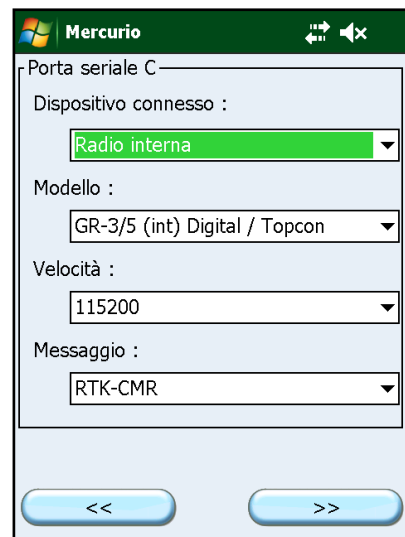 Mercurio
Porta seriale C
Dispositivo connesso :
Radio interna
Modello :
GR-3/5 (int) Digital / Topcon
Velocità :
115200
Messaggio :
RTK-CMR
<< >>